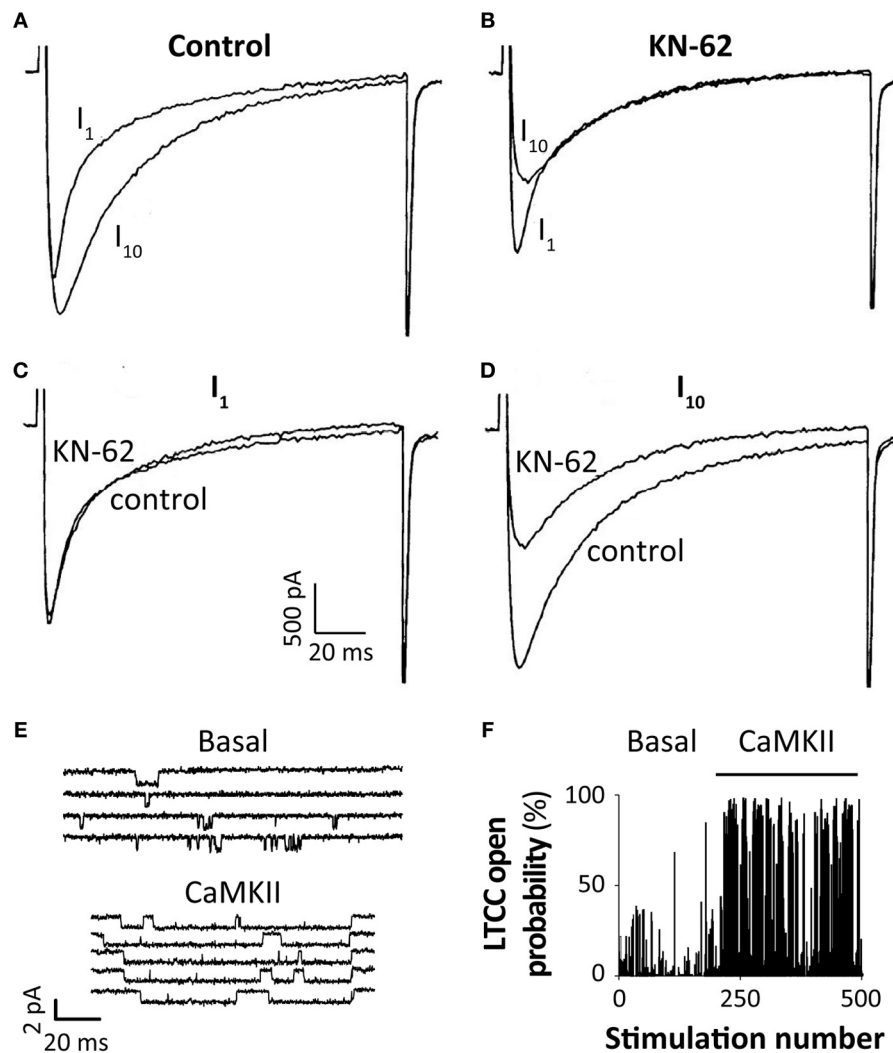 A
Control
I1
I10
B
KN-62
I10
I1
C
I1
KN-62
control
500 pA
20 ms
D
I10
KN-62
control
E
Basal
CaMKII
2 pA
20 ms
F
Basal
CaMKII
LTCC open
probability (%)
100
50
0
0
250
500
Stimulation number